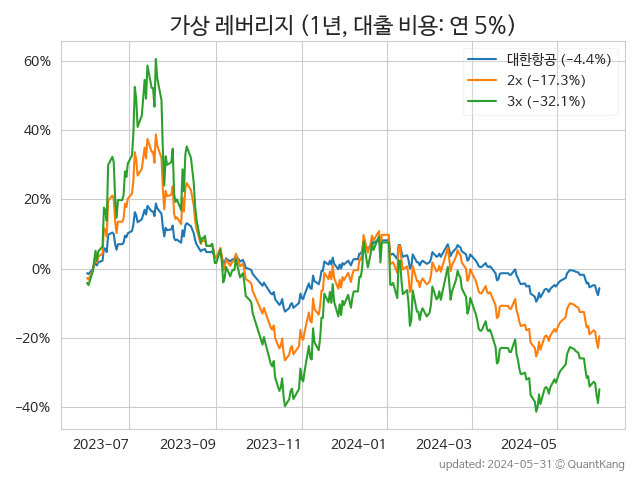 가상 레버리지 (1년, 대출 비용: 연 5%)
대한항공 (−4.4%)
2x (−17.3%)
3x (−32.1%)
60%
40%
20%
0%
−20%
−40%
2023-07
2023-09
2023-11
2024-01
2024-03
2024-05
updated: 2024-05-31 © QuantKang